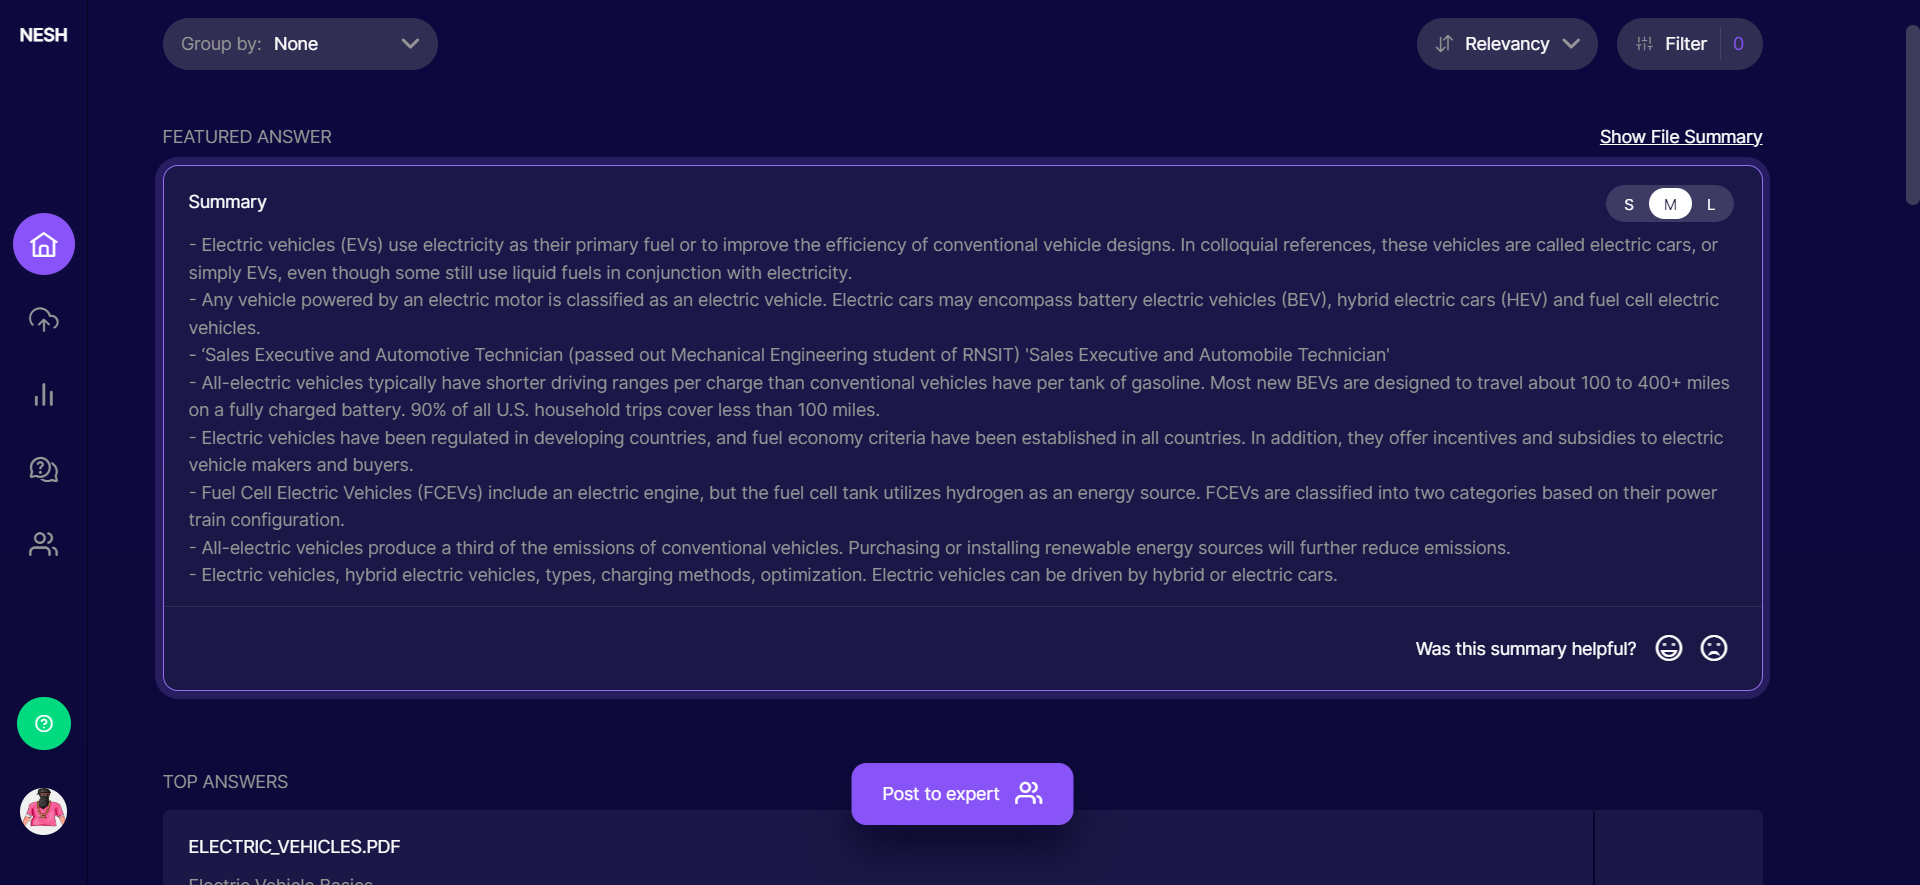 NESH
Group by: None
Relevancy
Filter 0
FEATURED ANSWER
Show File Summary
Summary
S M L
- Electric vehicles (EVs) use electricity as their primary fuel or to improve the efficiency of conventional vehicle designs. In colloquial references, these vehicles are called electric cars, or
simply EVs, even though some still use liquid fuels in conjunction with electricity.
- Any vehicle powered by an electric motor is classified as an electric vehicle. Electric cars may encompass battery electric vehicles (BEV), hybrid electric cars (HEV) and fuel cell electric
vehicles.
- ‘Sales Executive and Automotive Technician (passed out Mechanical Engineering student of RNSIT) 'Sales Executive and Automobile Technician'
- All-electric vehicles typically have shorter driving ranges per charge than conventional vehicles have per tank of gasoline. Most new BEVs are designed to travel about 100 to 400+ miles
on a fully charged battery. 90% of all U.S. household trips cover less than 100 miles.
- Electric vehicles have been regulated in developing countries, and fuel economy criteria have been established in all countries. In addition, they offer incentives and subsidies to electric
vehicle makers and buyers.
- Fuel Cell Electric Vehicles (FCEVs) include an electric engine, but the fuel cell tank utilizes hydrogen as an energy source. FCEVs are classified into two categories based on their power
train configuration.
- All-electric vehicles produce a third of the emissions of conventional vehicles. Purchasing or installing renewable energy sources will further reduce emissions.
- Electric vehicles, hybrid electric vehicles, types, charging methods, optimization. Electric vehicles can be driven by hybrid or electric cars.
Was this summary helpful?
TOP ANSWERS
Post to expert
ELECTRIC_VEHICLES.PDF
Electric Vehicle Basics